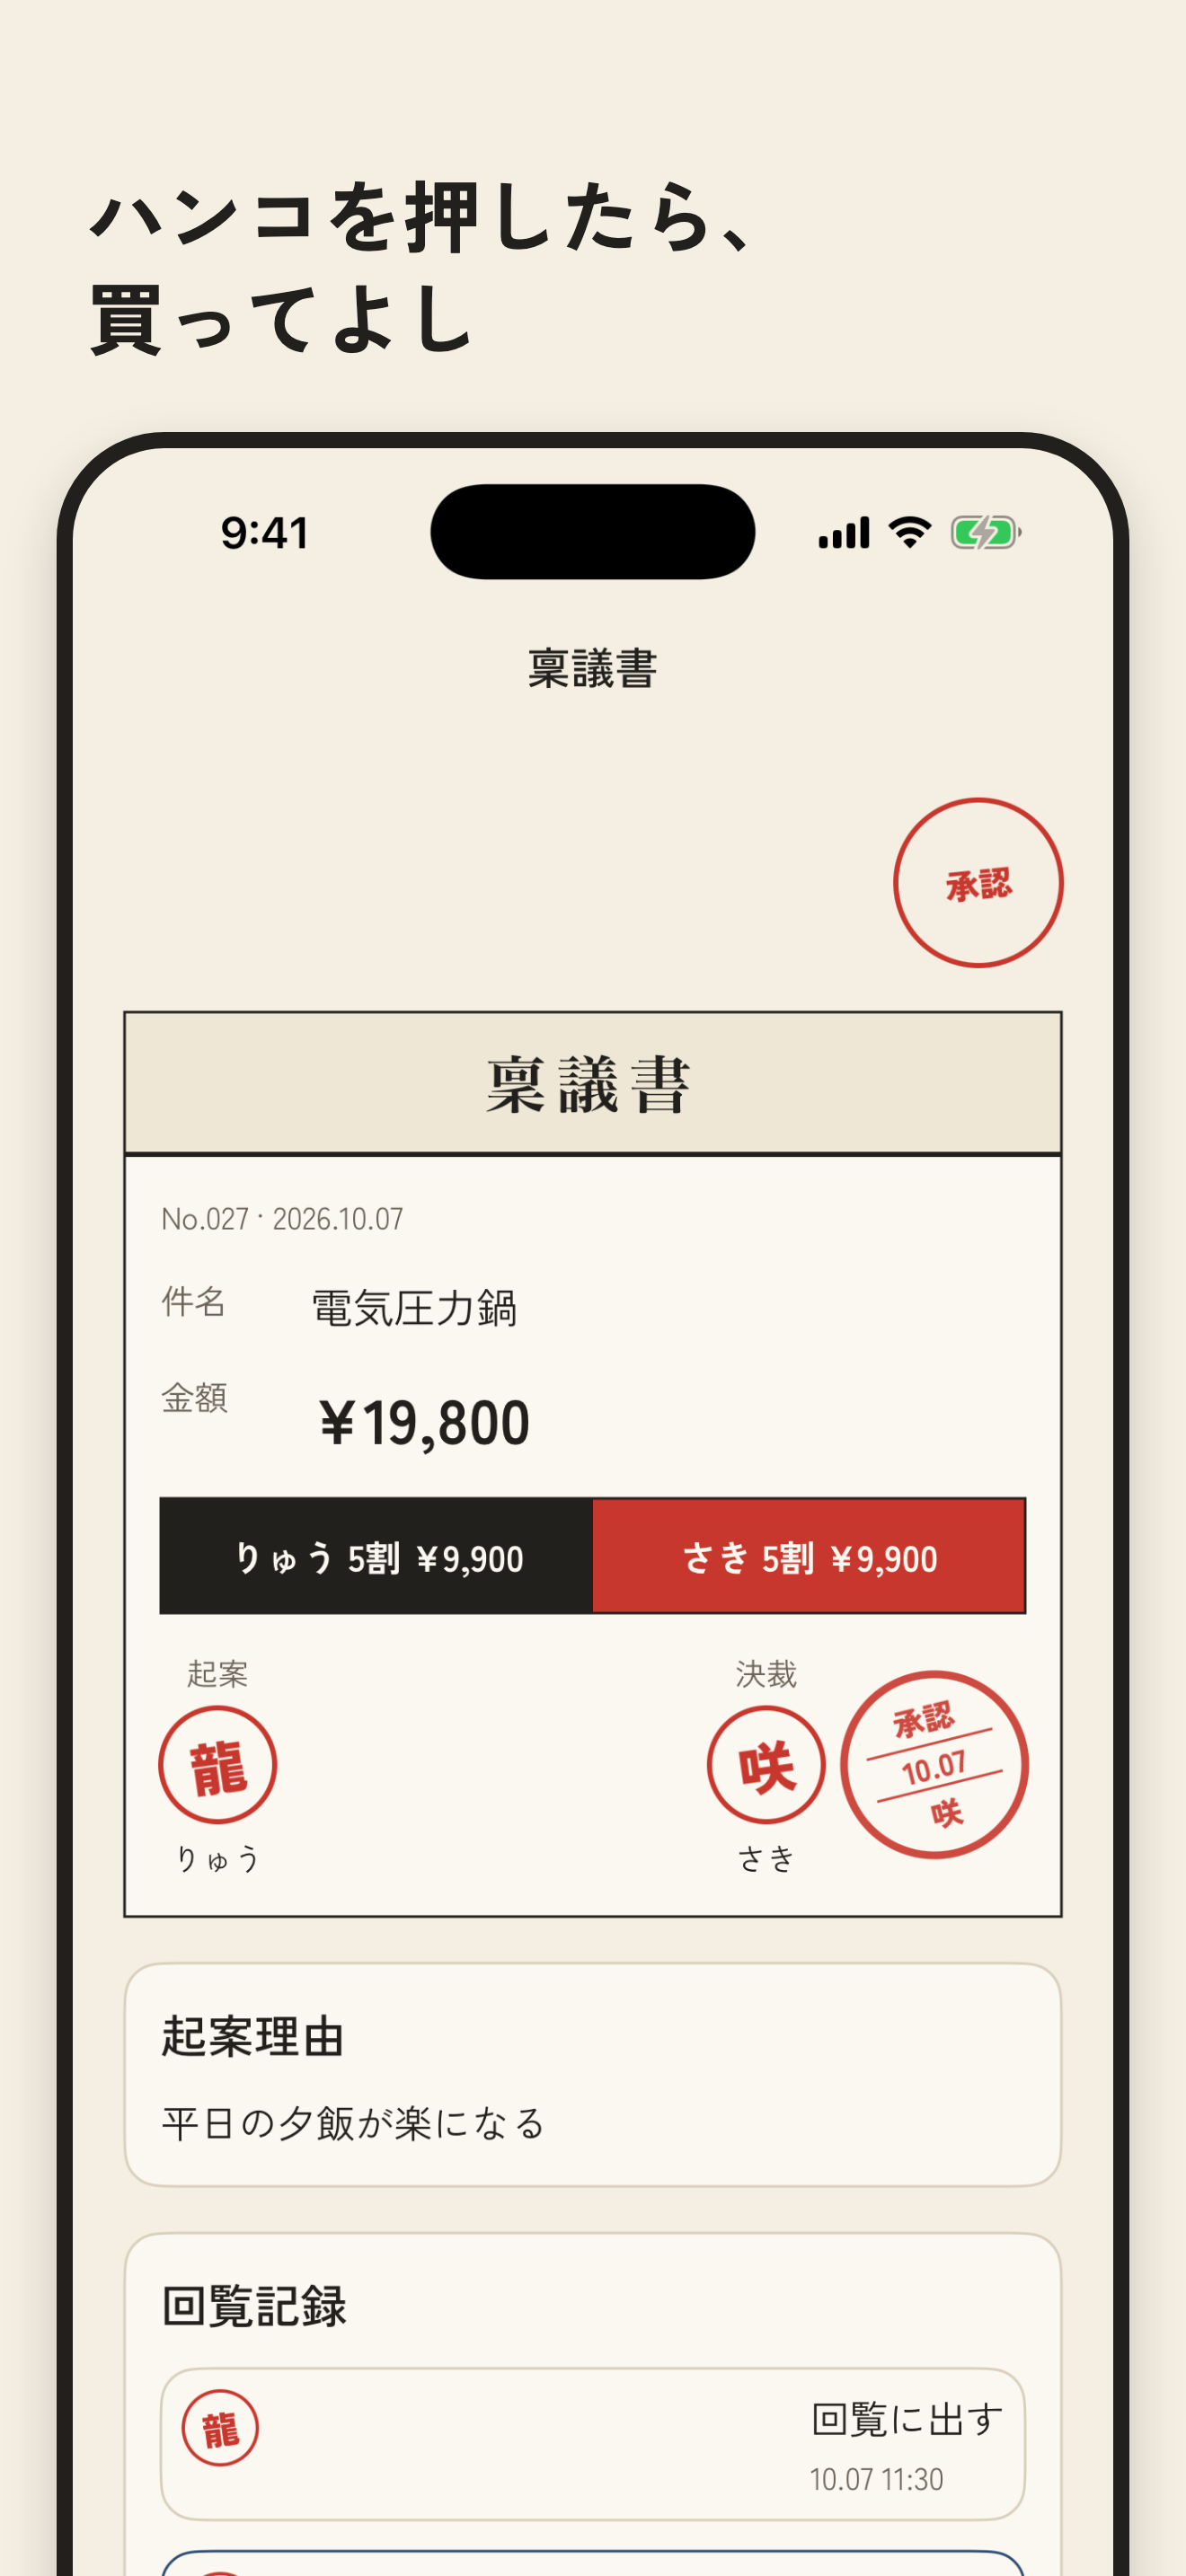 ハンコを押したら、
買ってよし
9:41
稟議書
承認
稟議書
No.027 · 2026.10.07
件名 電気圧力鍋
金額 ¥19,800
りゅう 5割 ¥9,900 さき 5割 ¥9,900
起案 決裁
龍 咲
承認
10.07
咲
りゅう さき
起案理由
平日の夕飯が楽になる
回覧記録
龍 回覧に出す
10.07 11:30